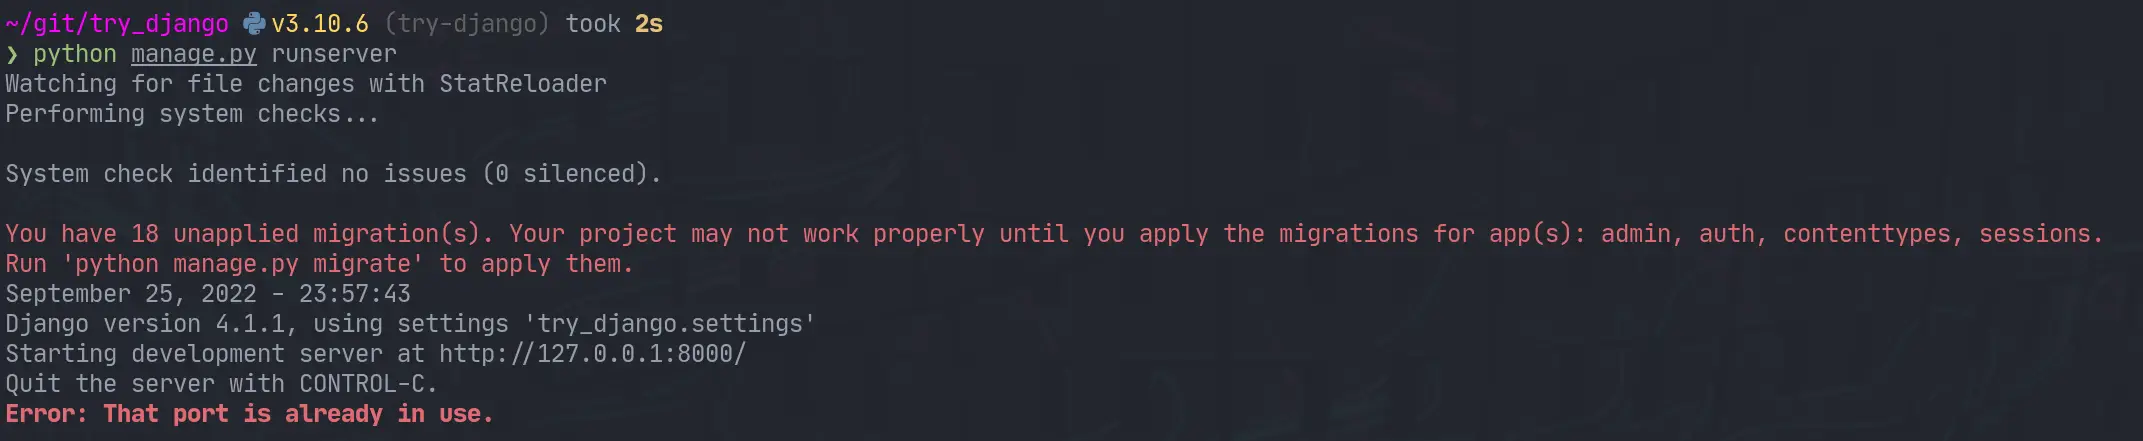 ~/git/try_django v3.10.6 (try-django) took 2s
❯ python manage.py runserver
Watching for file changes with StatReloader
Performing system checks...
System check identified no issues (0 silenced).
You have 18 unapplied migration(s). Your project may not work properly until you apply the migrations for app(s): admin, auth, contenttypes, sessions.
Run 'python manage.py migrate' to apply them.
September 25, 2022 - 23:57:43
Django version 4.1.1, using settings 'try_django.settings'
Starting development server at http://127.0.0.1:8000/
Quit the server with CONTROL-C.
Error: That port is already in use.